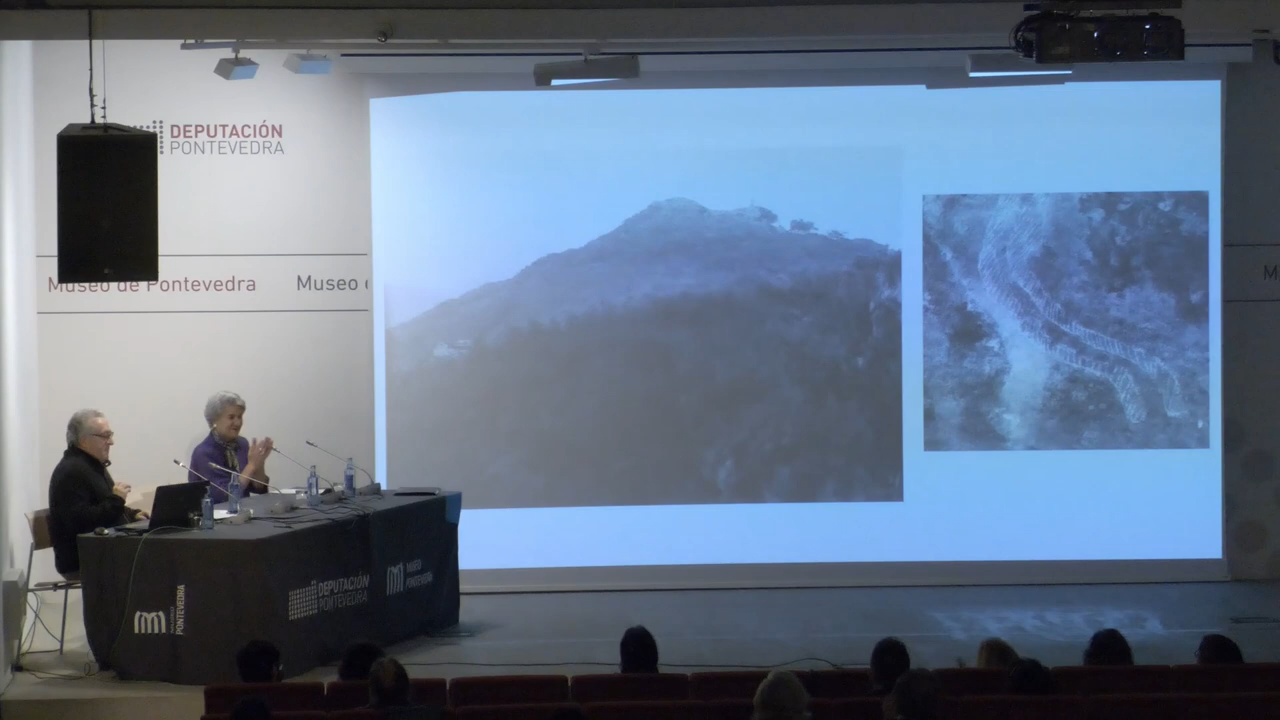 DEPUTACIÓN
PONTEVEDRA
Museo de Pontevedra
Museo
M
DEPUTACIÓN
PONTEVEDRA
MUSEO
PONTEVEDRA
MUSEO
PONTEVEDRA